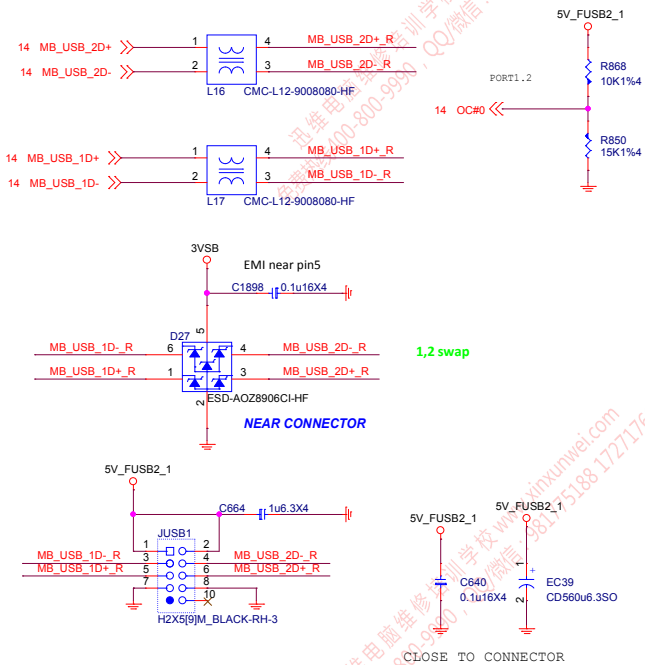 5V_FUSB2_1
14 MB_USB_2D+ 1 4 MB_USB_2D+_R
14 MB_USB_2D- 2 3 MB_USB_2D-_R
L16 CMC-L12-9008080-HF
R868
10K1%4
PORT1.2
14 OC#0
R850
15K1%4
14 MB_USB_1D+ 1 4 MB_USB_1D+_R
14 MB_USB_1D- 2 3 MB_USB_1D-_R
L17 CMC-L12-9008080-HF
3VSB
EMI near pin5
C1898 0.1u16X4
D27 5
MB_USB_1D-_R 6 4 MB_USB_2D-_R
MB_USB_1D+_R 1 3 MB_USB_2D+_R
2 ESD-AOZ8906CI-HF
1,2 swap
NEAR CONNECTOR
5V_FUSB2_1
C664 1u6.3X4
JUSB1
1 2
MB_USB_1D-_R 3 4 MB_USB_2D-_R
MB_USB_1D+_R 5 6 MB_USB_2D+_R
7 8
10
H2X5[9]M_BLACK-RH-3
5V_FUSB2_1
5V_FUSB2_1
C640
0.1u16X4
1 +
EC39
2 CD560u6.3SO
CLOSE TO CONNECTOR